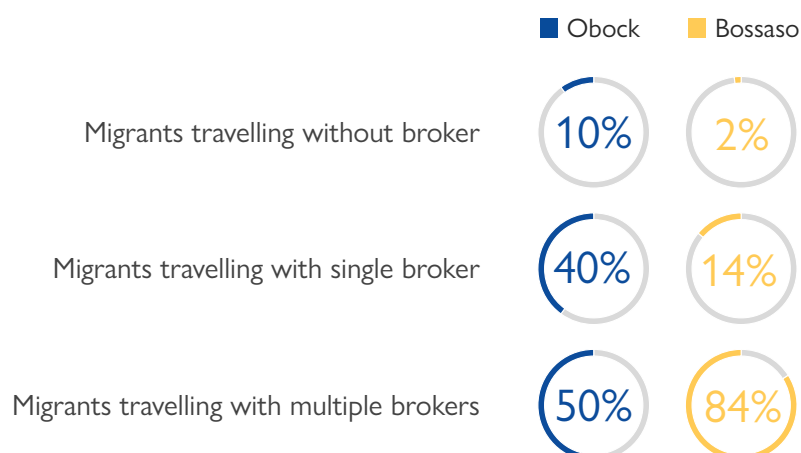 Obock Bossaso
Migrants travelling without broker 10% 2%
Migrants travelling with single broker 40% 14%
Migrants travelling with multiple brokers 50% 84%